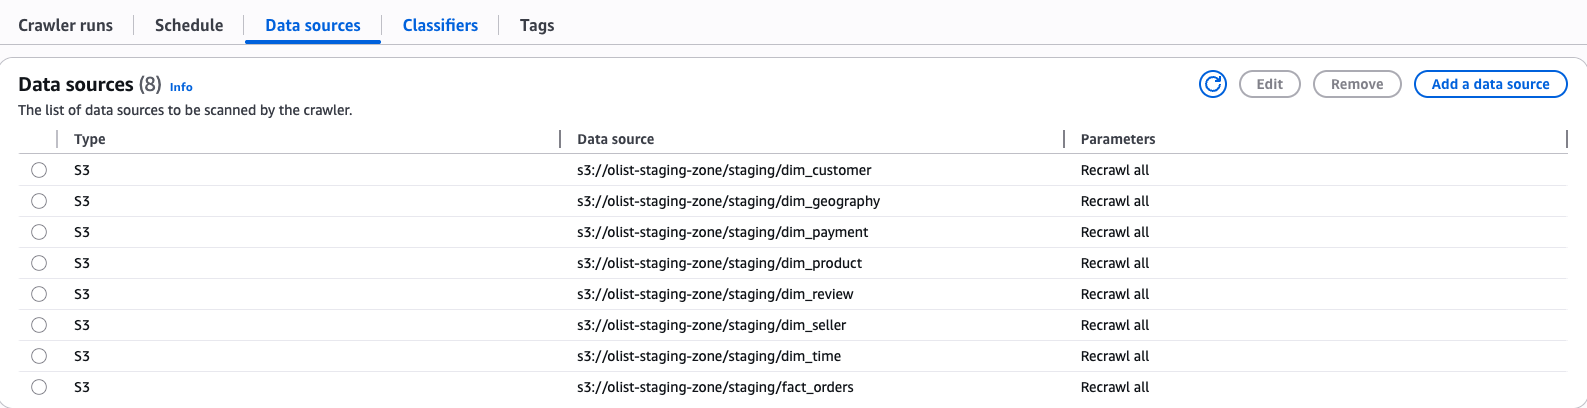 Crawler runs Schedule Data sources Classifiers Tags
Data sources (8) Info Edit Remove Add a data source
The list of data sources to be scanned by the crawler.
Type Data source Parameters
S3 s3://olist-staging-zone/staging/dim_customer Recrawl all
S3 s3://olist-staging-zone/staging/dim_geography Recrawl all
S3 s3://olist-staging-zone/staging/dim_payment Recrawl all
S3 s3://olist-staging-zone/staging/dim_product Recrawl all
S3 s3://olist-staging-zone/staging/dim_review Recrawl all
S3 s3://olist-staging-zone/staging/dim_seller Recrawl all
S3 s3://olist-staging-zone/staging/dim_time Recrawl all
S3 s3://olist-staging-zone/staging/fact_orders Recrawl all